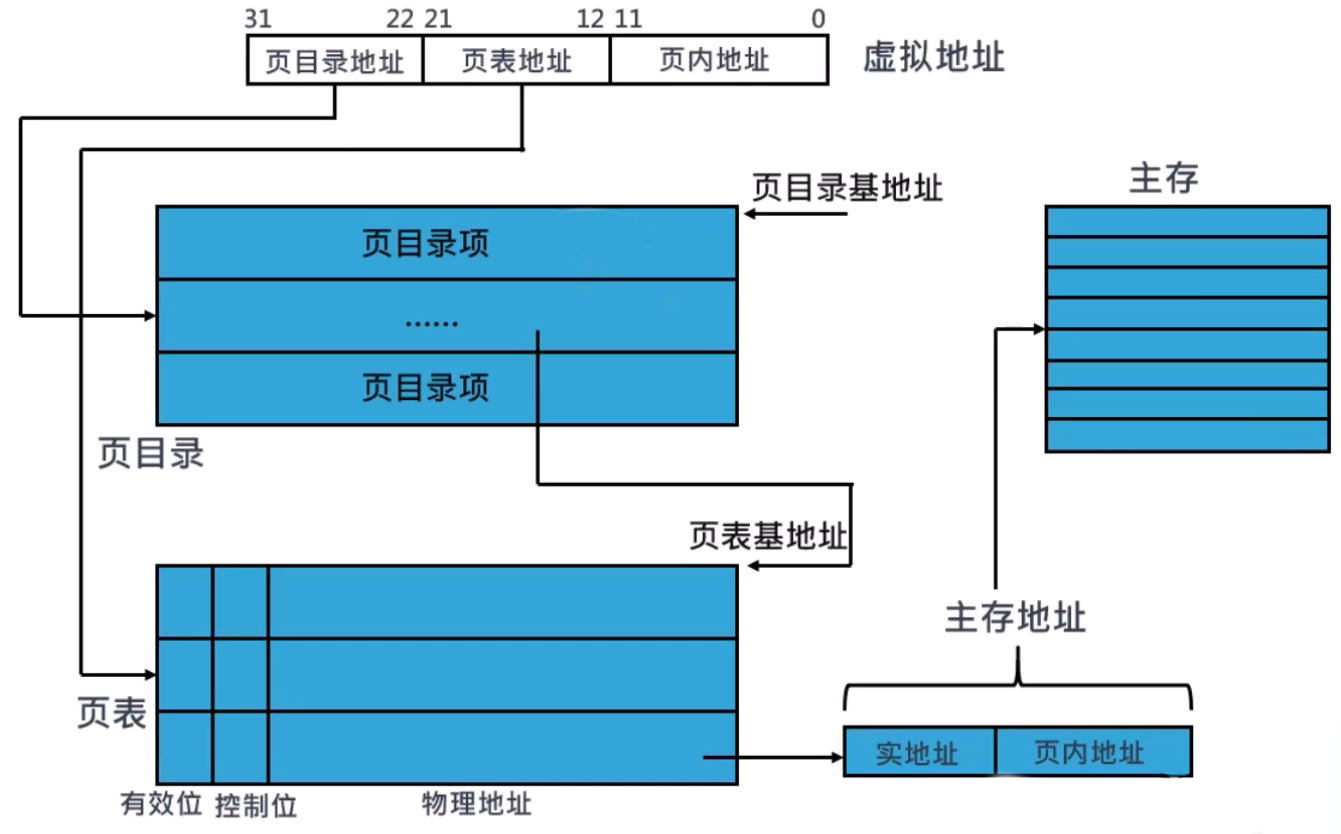 31 22 21 12 11 0
页目录地址 页表地址 页内地址 虚拟地址
主存
页目录基地址
页目录项
......
页目录项
页目录
页表基地址
主存地址
页表
实地址 页内地址
有效位 控制位 物理地址